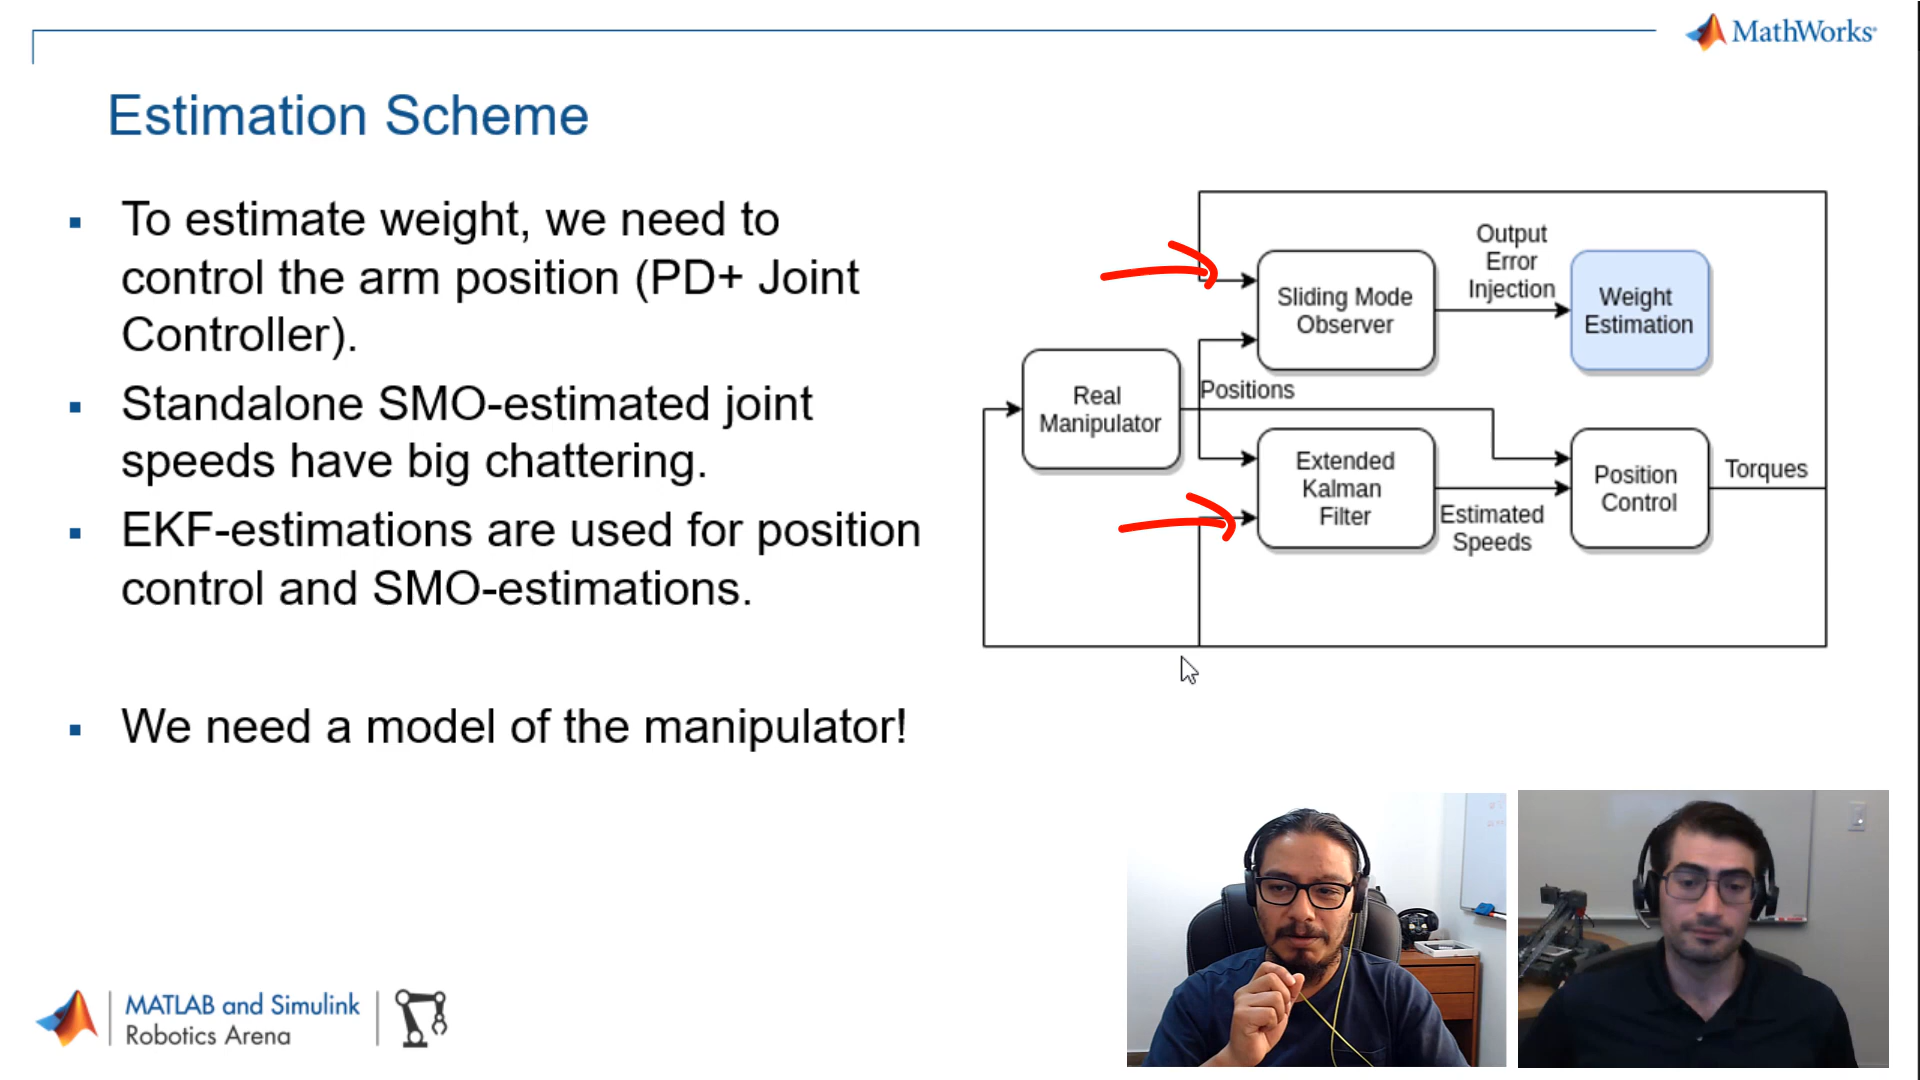 MathWorks®
Estimation Scheme
▪ To estimate weight, we need to
control the arm position (PD+ Joint
Controller).
▪ Standalone SMO-estimated joint
speeds have big chattering.
▪ EKF-estimations are used for position
control and SMO-estimations.
▪ We need a model of the manipulator!
Output
Error
Injection
Sliding Mode
Observer
Weight
Estimation
Real
Manipulator
Positions
Extended
Kalman
Filter
Estimated
Speeds
Position
Control
Torques
MATLAB and Simulink
Robotics Arena